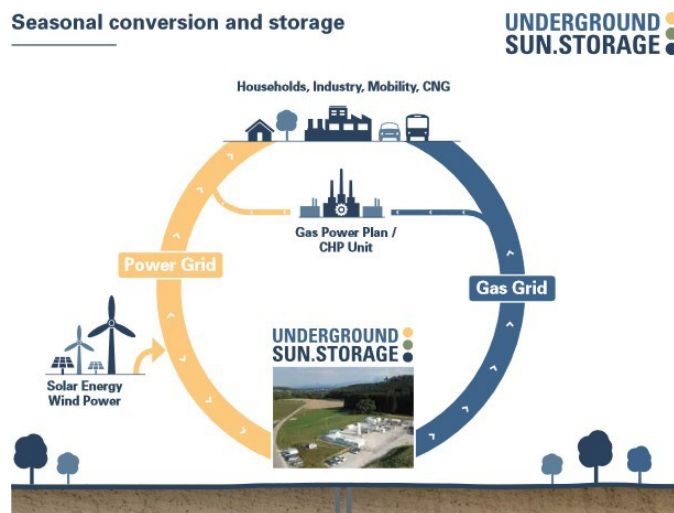 Seasonal conversion and storage
UNDERGROUND
SUN.STORAGE
Households, Industry, Mobility, CNG
Gas Power Plan /
CHP Unit
Power Grid
Gas Grid
UNDERGROUND
SUN.STORAGE
Solar Energy
Wind Power